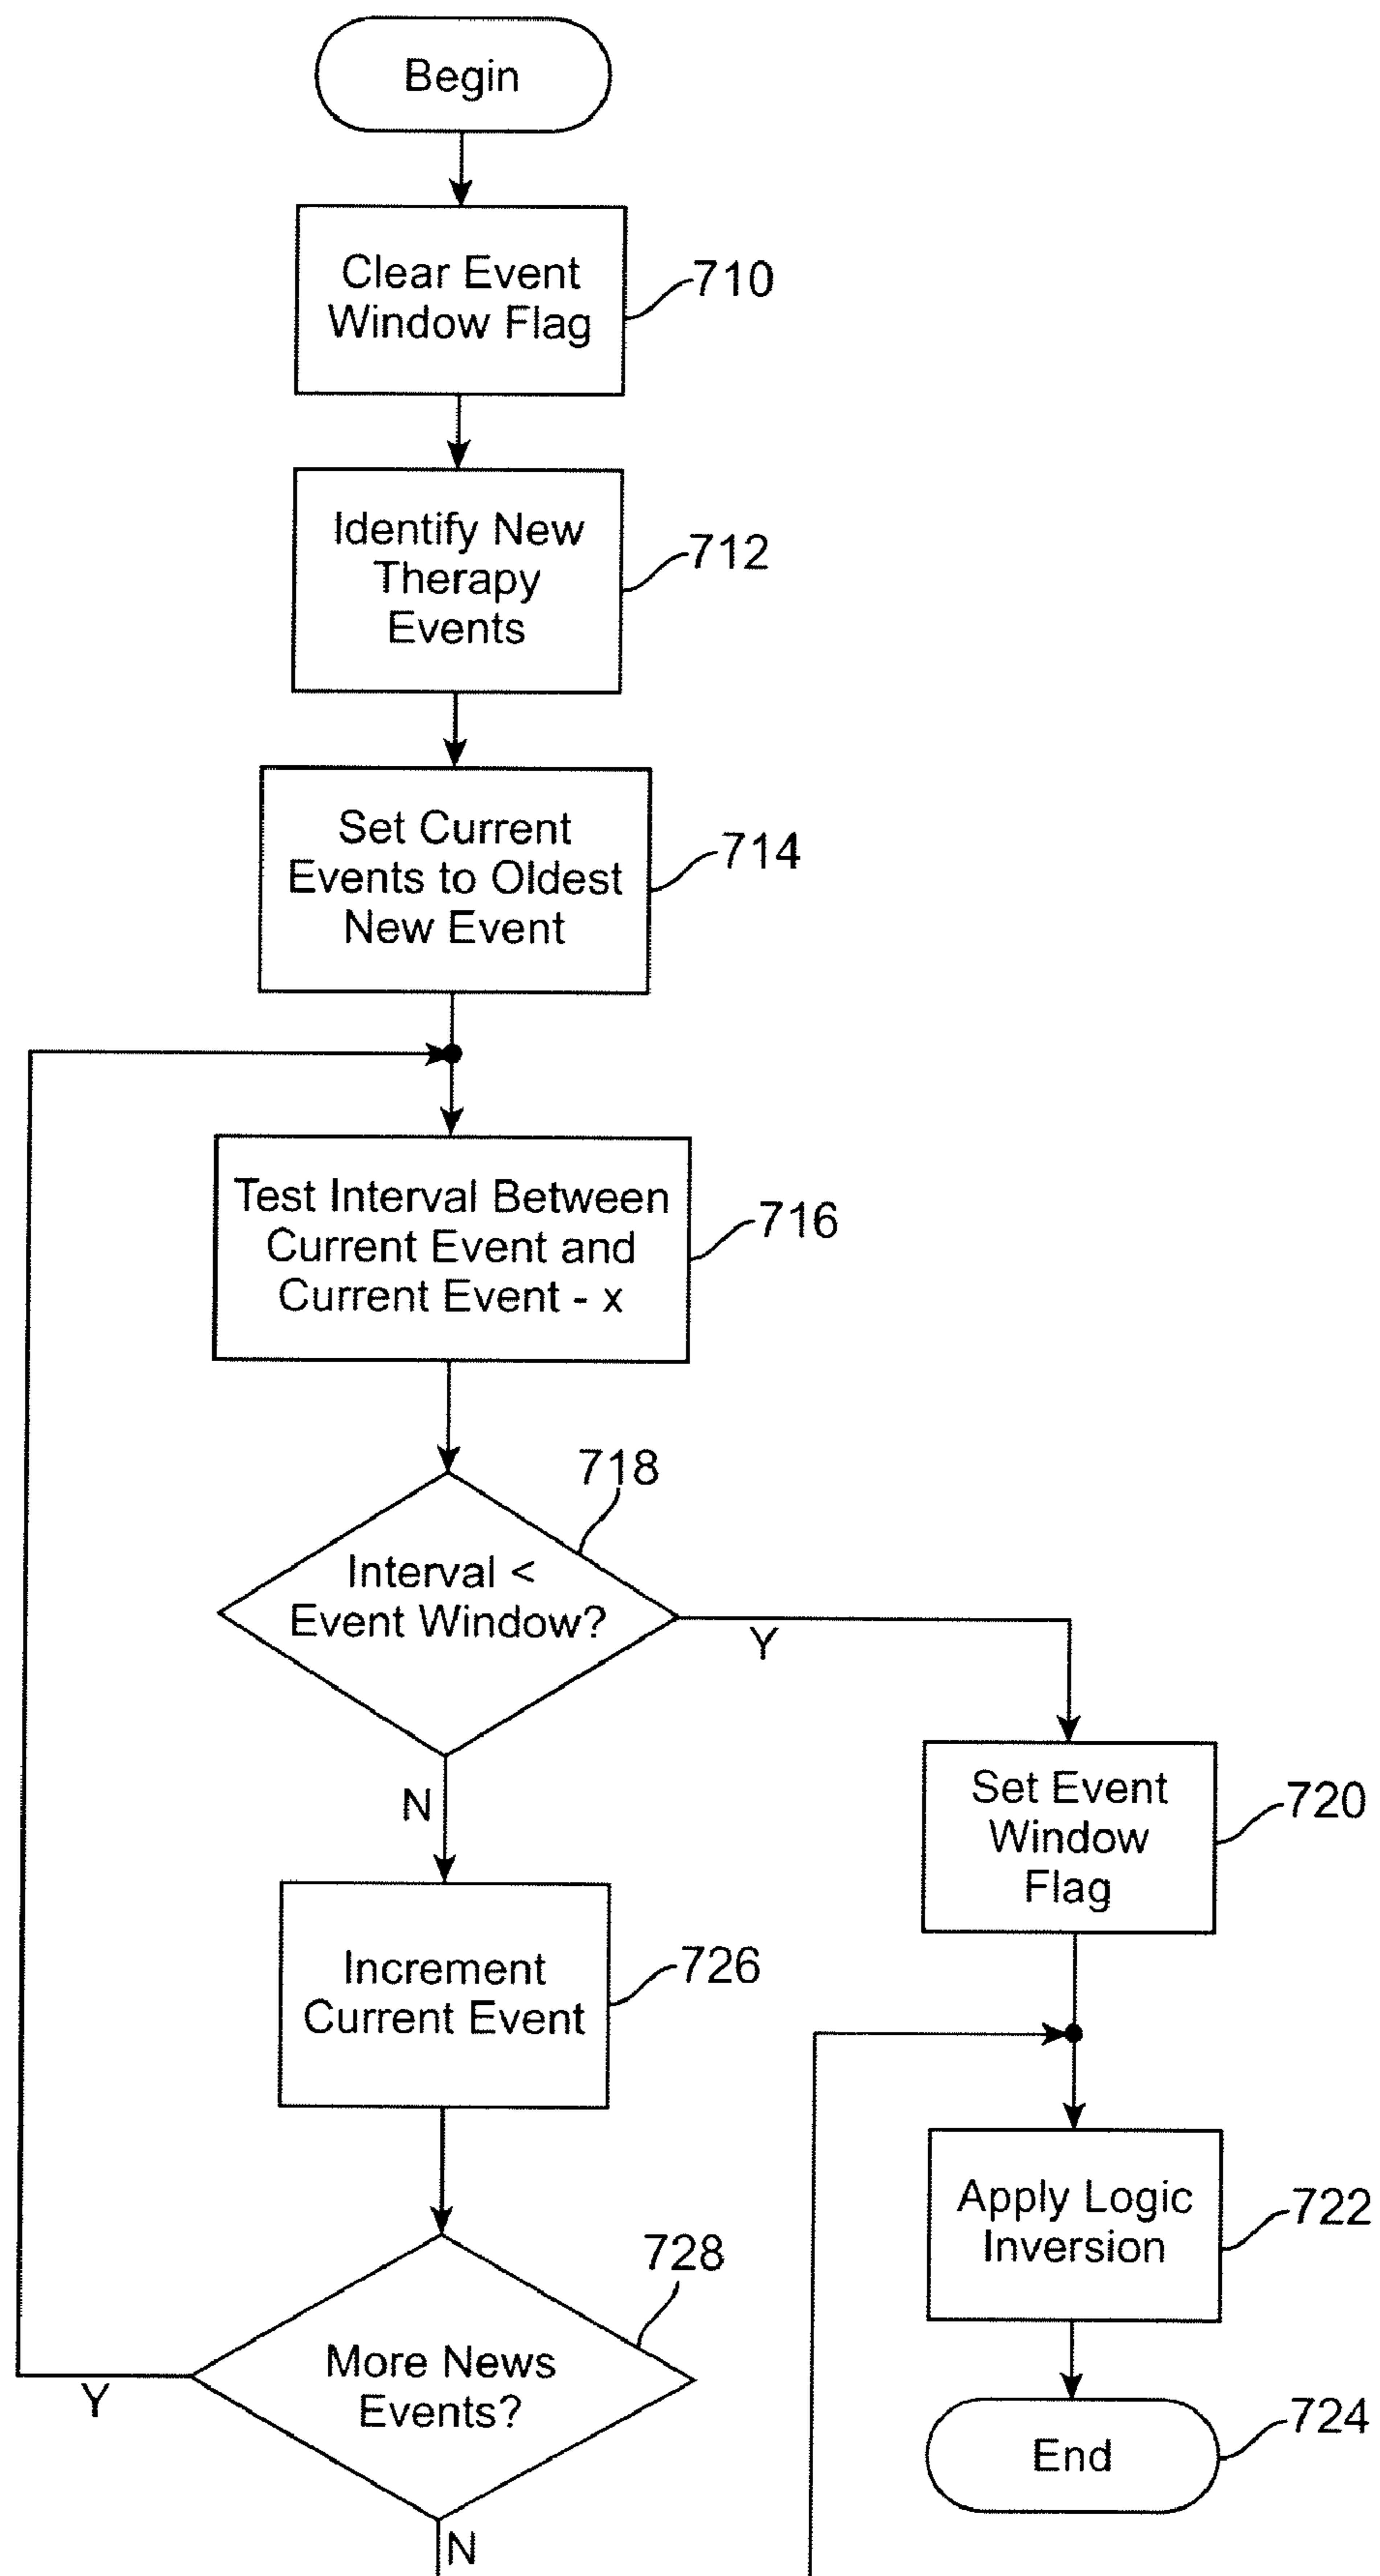 Begin
Clear Event
Window Flag
710
Identify New
Therapy
Events
712
Set Current
Events to Oldest
New Event
714
Test Interval Between
Current Event and
Current Event - x
716
718
Interval <
Event Window?
Y
N
Set Event
Window
Flag
720
Increment
Current Event
726
Apply Logic
Inversion
722
728
More News
Events?
Y
N
End
724